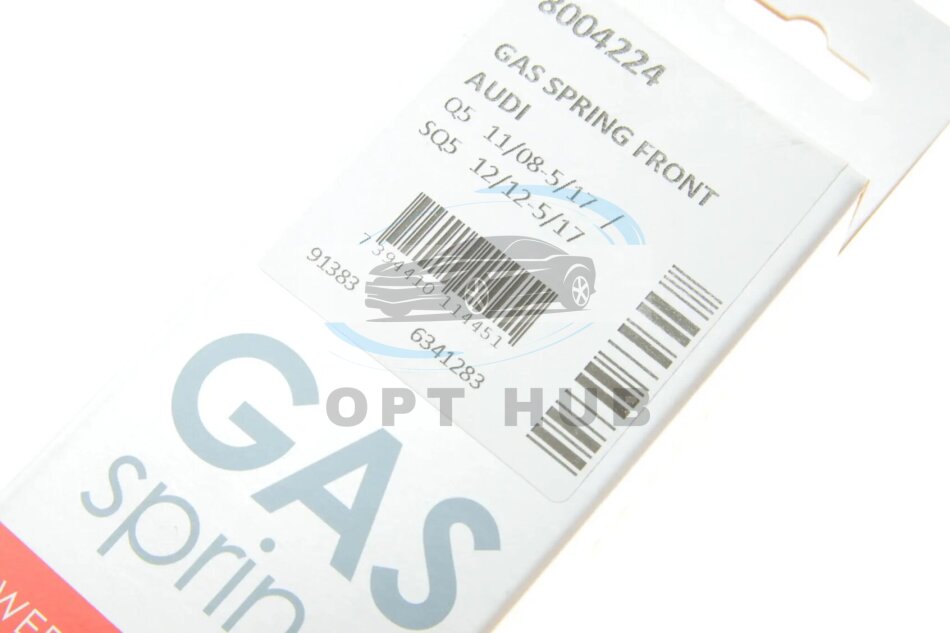 8004224
GAS SPRING FRONT
AUDI
Q5 11/08-5/17 /
SQ5 12/12-5/17
7 394410 114451
91383
6341283
OPT HUB
GAS
sprin